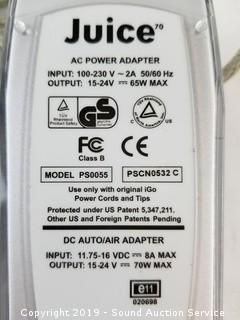 Juice70
AC POWER ADAPTER
INPUT: 100-230 V ~ 2A 50/60 Hz
OUTPUT: 15-24V ⎓ 65W MAX
GS
c UL US
FC CE
Class B
MODEL PS0055 PSCN0532 C
Use only with original iGo
Power Cords and Tips
Protected under US Patent 5,347,211.
Other US and Foreign Patents Pending
DC AUTO/AIR ADAPTER
INPUT: 11.75-16 VDC ⎓ 8A MAX
OUTPUT: 15-24 V ⎓ 70W MAX
e11
020698
Copyright 2019 - Sound Auction Service